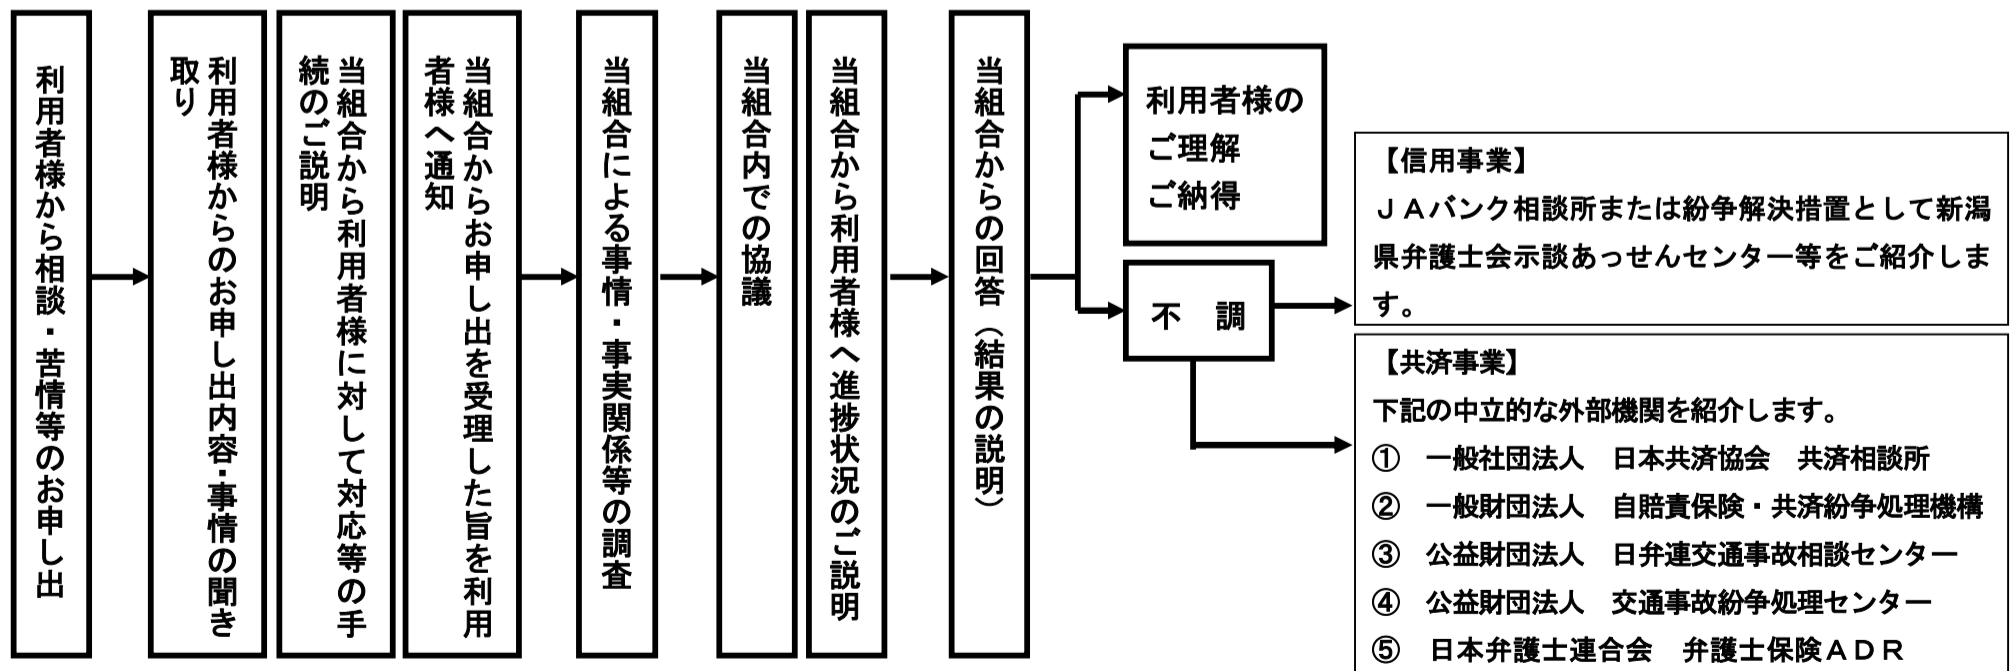 利用者様から相談・苦情等のお申し出
利用者様からのお申し出内容・事情の聞き
取り
当組合から利用者様に対して対応等の手
続のご説明
当組合からお申し出を受理した旨を利用
者様へ通知
当組合による事情・事実関係等の調査
当組合内での協議
当組合から利用者様へ進捗状況のご説明
当組合からの回答（結果の説明）
利用者様の
ご理解
ご納得
不　調
【信用事業】
ＪＡバンク相談所または紛争解決措置として新潟
県弁護士会示談あっせんセンター等をご紹介しま
す。
【共済事業】
下記の中立的な外部機関を紹介します。
①　一般社団法人　日本共済協会　共済相談所
②　一般財団法人　自賠責保険・共済紛争処理機構
③　公益財団法人　日弁連交通事故相談センター
④　公益財団法人　交通事故紛争処理センター
⑤　日本弁護士連合会　弁護士保険ＡＤＲ